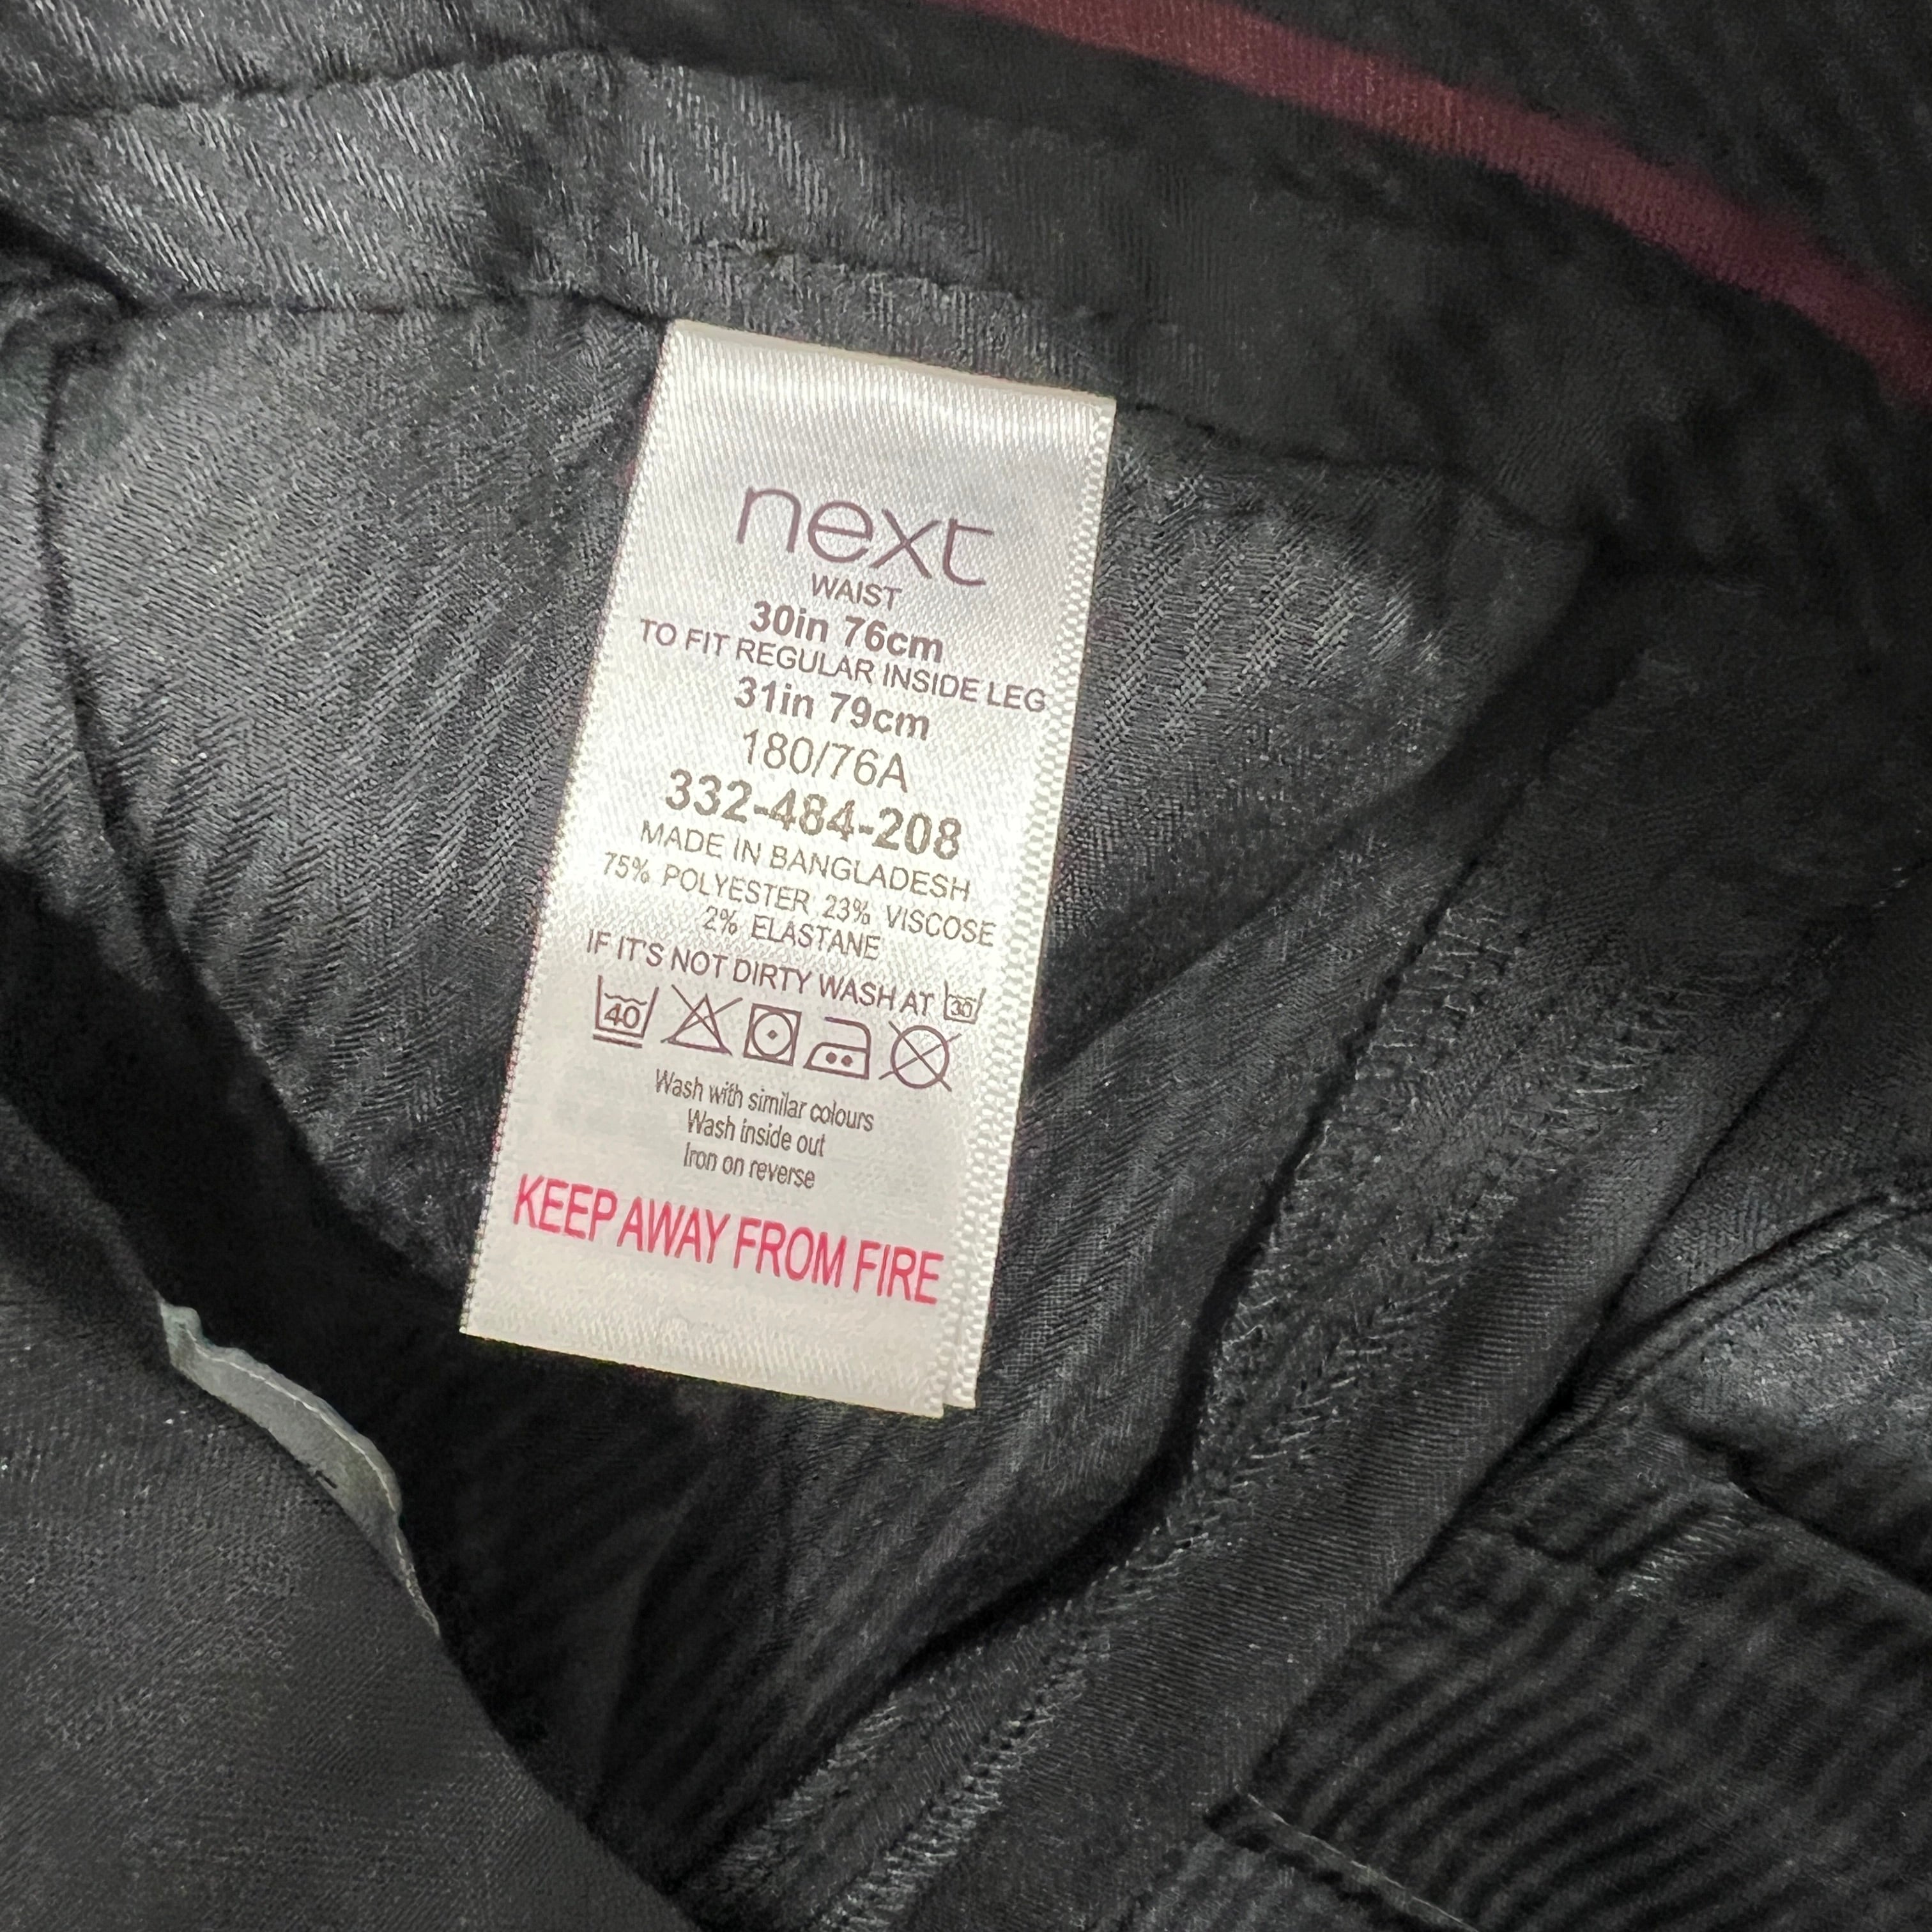 next
WAIST
30in 76cm
TO FIT REGULAR INSIDE LEG
31in 79cm
180/76A
332-484-208
MADE IN BANGLADESH
75% POLYESTER 23% VISCOSE
2% ELASTANE
IF IT'S NOT DIRTY WASH AT 30
40
Wash with similar colours
Wash inside out
Iron on reverse
KEEP AWAY FROM FIRE